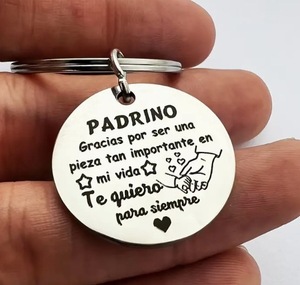 PADRINO
Gracias por ser una
pieza tan importante en
mi vida
Te quiero
para siempre